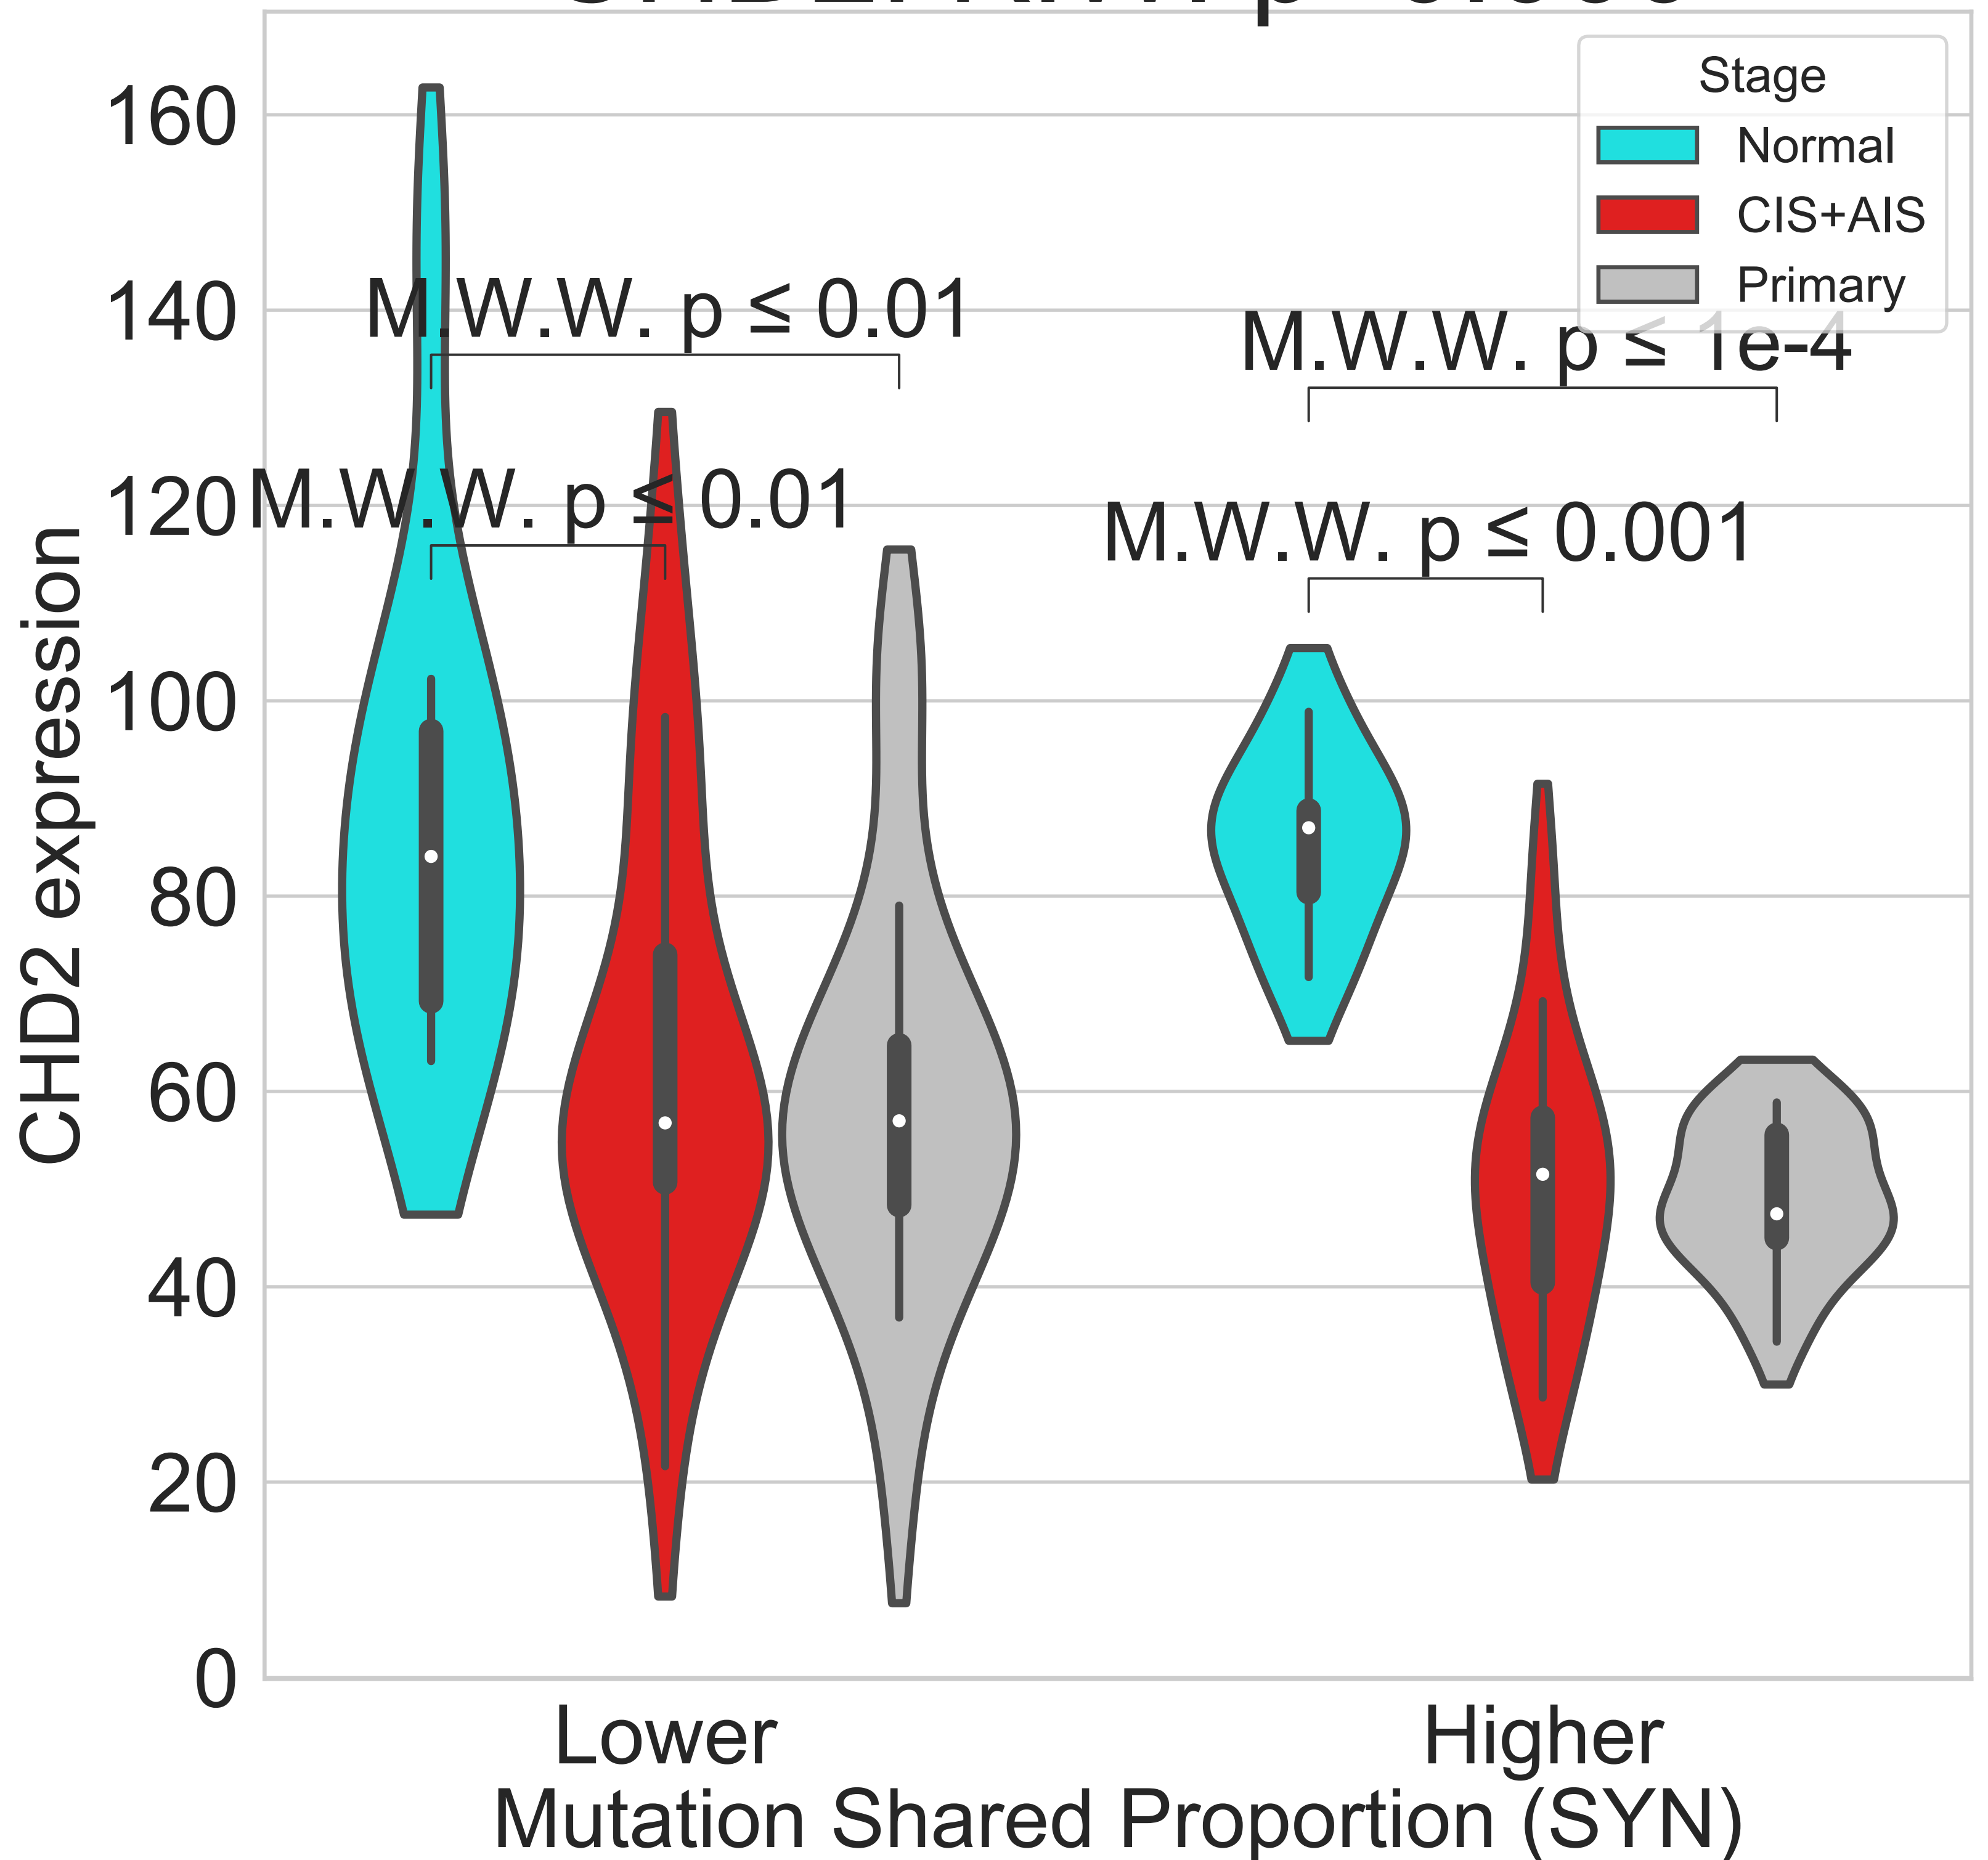 Stage
Normal
CIS+AIS
Primary
160
140
120
100
80
60
40
20
0
CHD2 expression
M.W.W. p ≤ 0.01
M.W.W. p ≤ 0.01
M.W.W. p ≤ 1e-4
M.W.W. p ≤ 0.001
Lower
Higher
Mutation Shared Proportion (SYN)